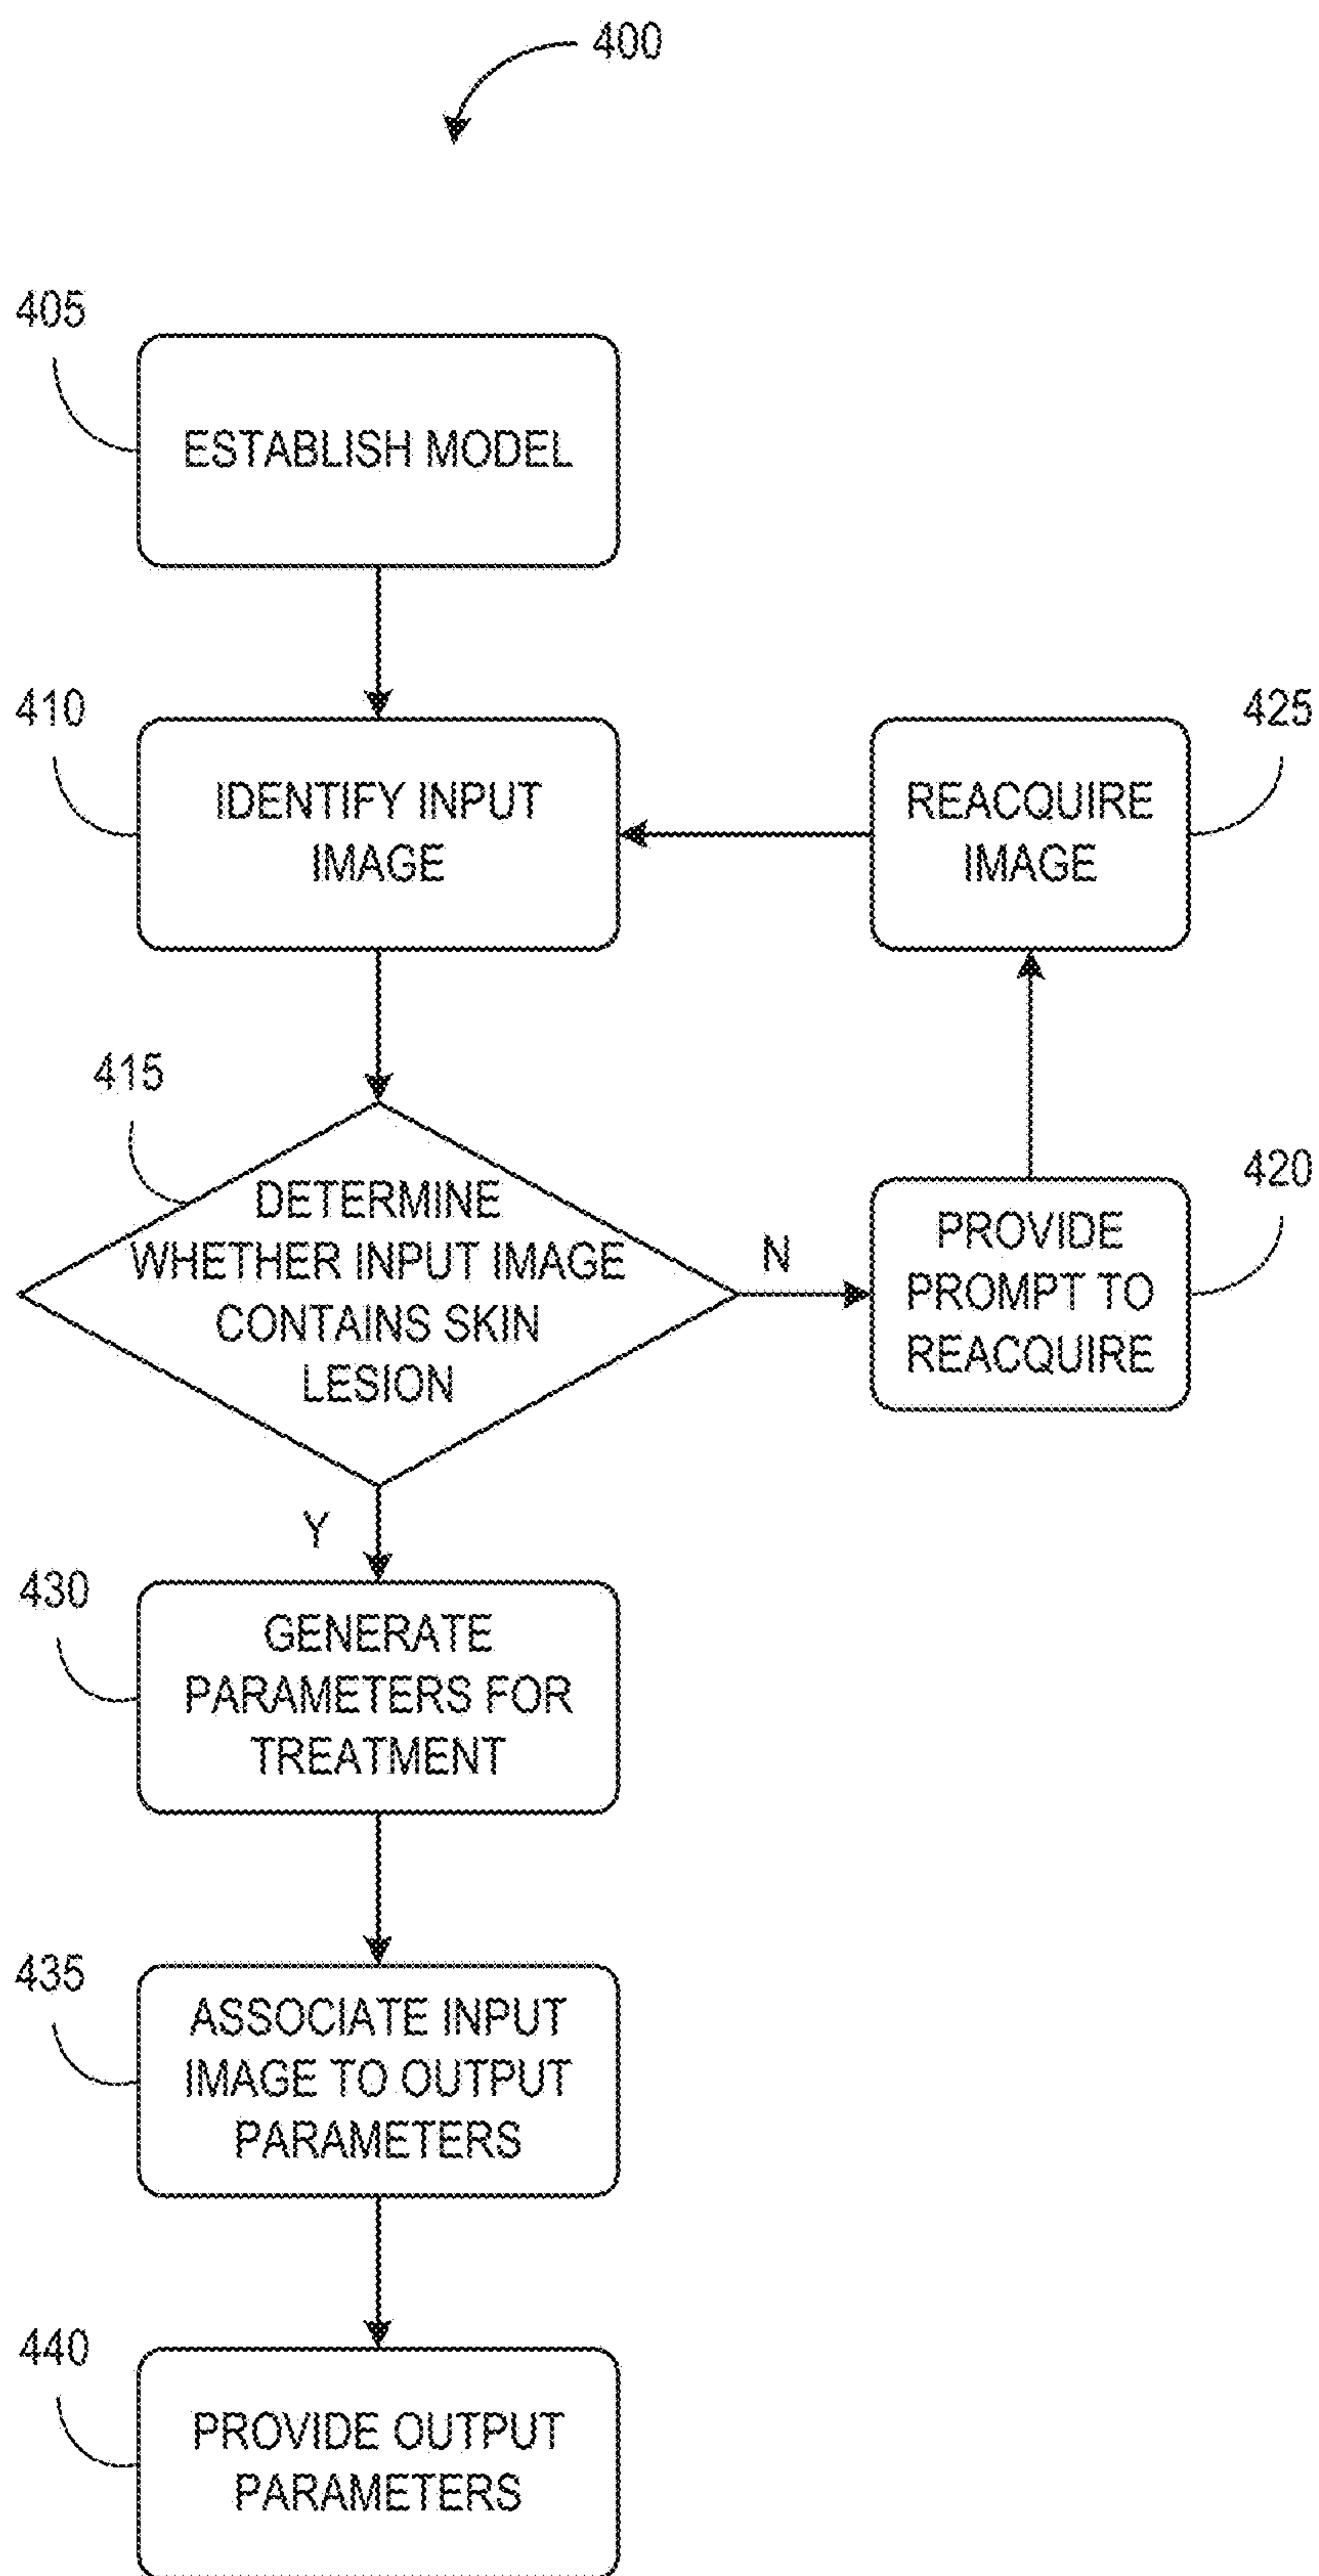 400
405
ESTABLISH MODEL
410
IDENTIFY INPUT
IMAGE
425
REACQUIRE
IMAGE
415
DETERMINE
WHETHER INPUT IMAGE
CONTAINS SKIN
LESION
N
420
PROVIDE
PROMPT TO
REACQUIRE
Y
430
GENERATE
PARAMETERS FOR
TREATMENT
435
ASSOCIATE INPUT
IMAGE TO OUTPUT
PARAMETERS
440
PROVIDE OUTPUT
PARAMETERS